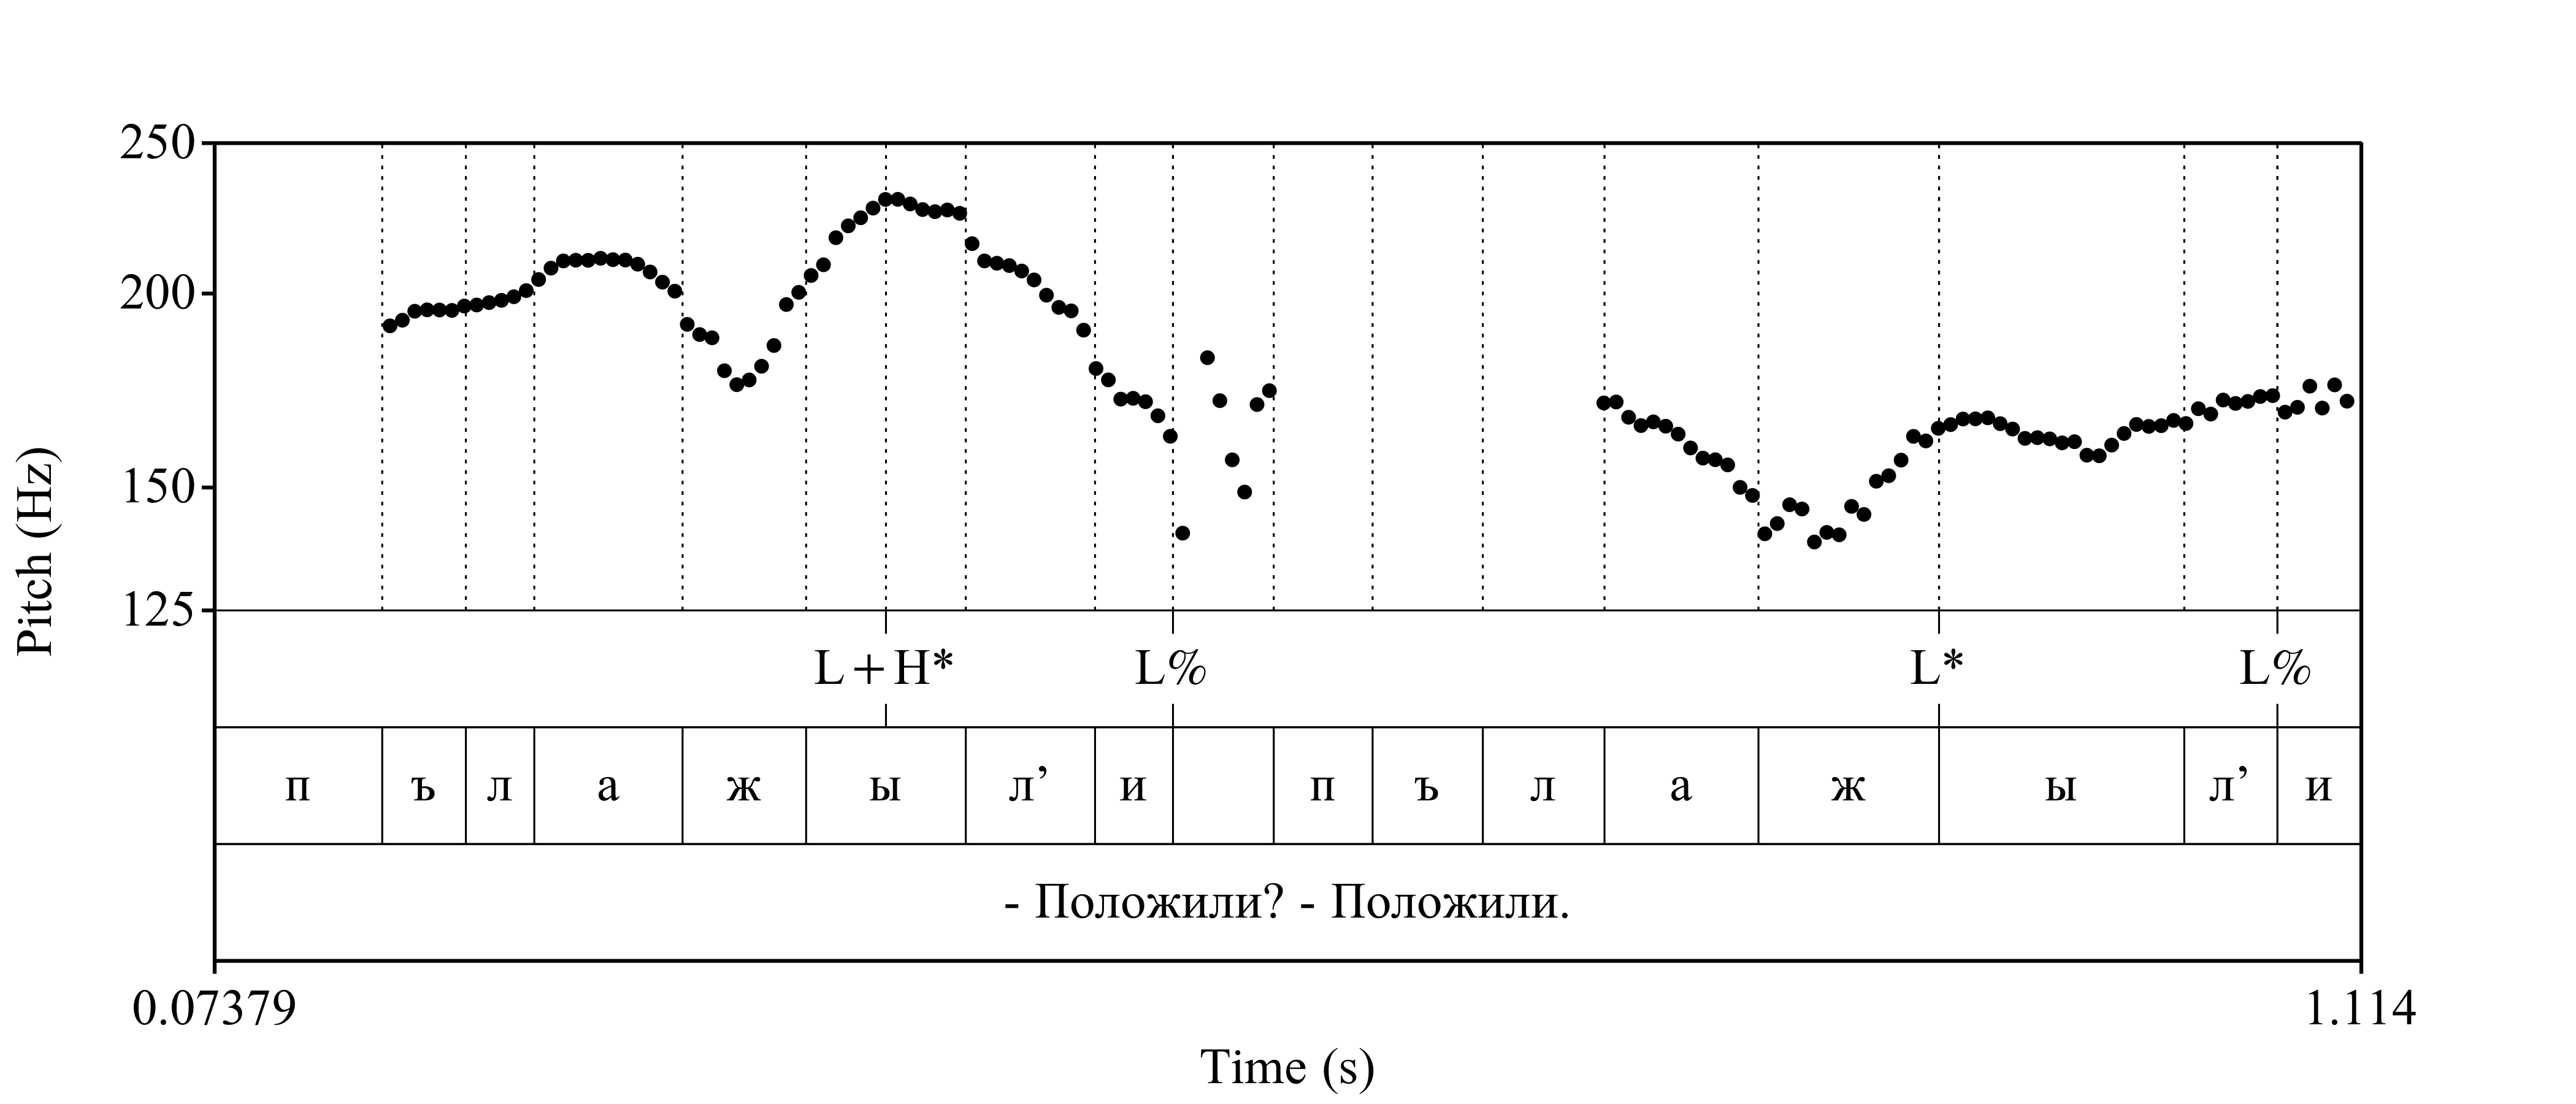 250
200
150
125
Pitch (Hz)
L+H* L% L* L%
п ъ л а ж ы л’ и п ъ л а ж ы л’ и
- Положили? - Положили.
0.07379 1.114
Time (s)